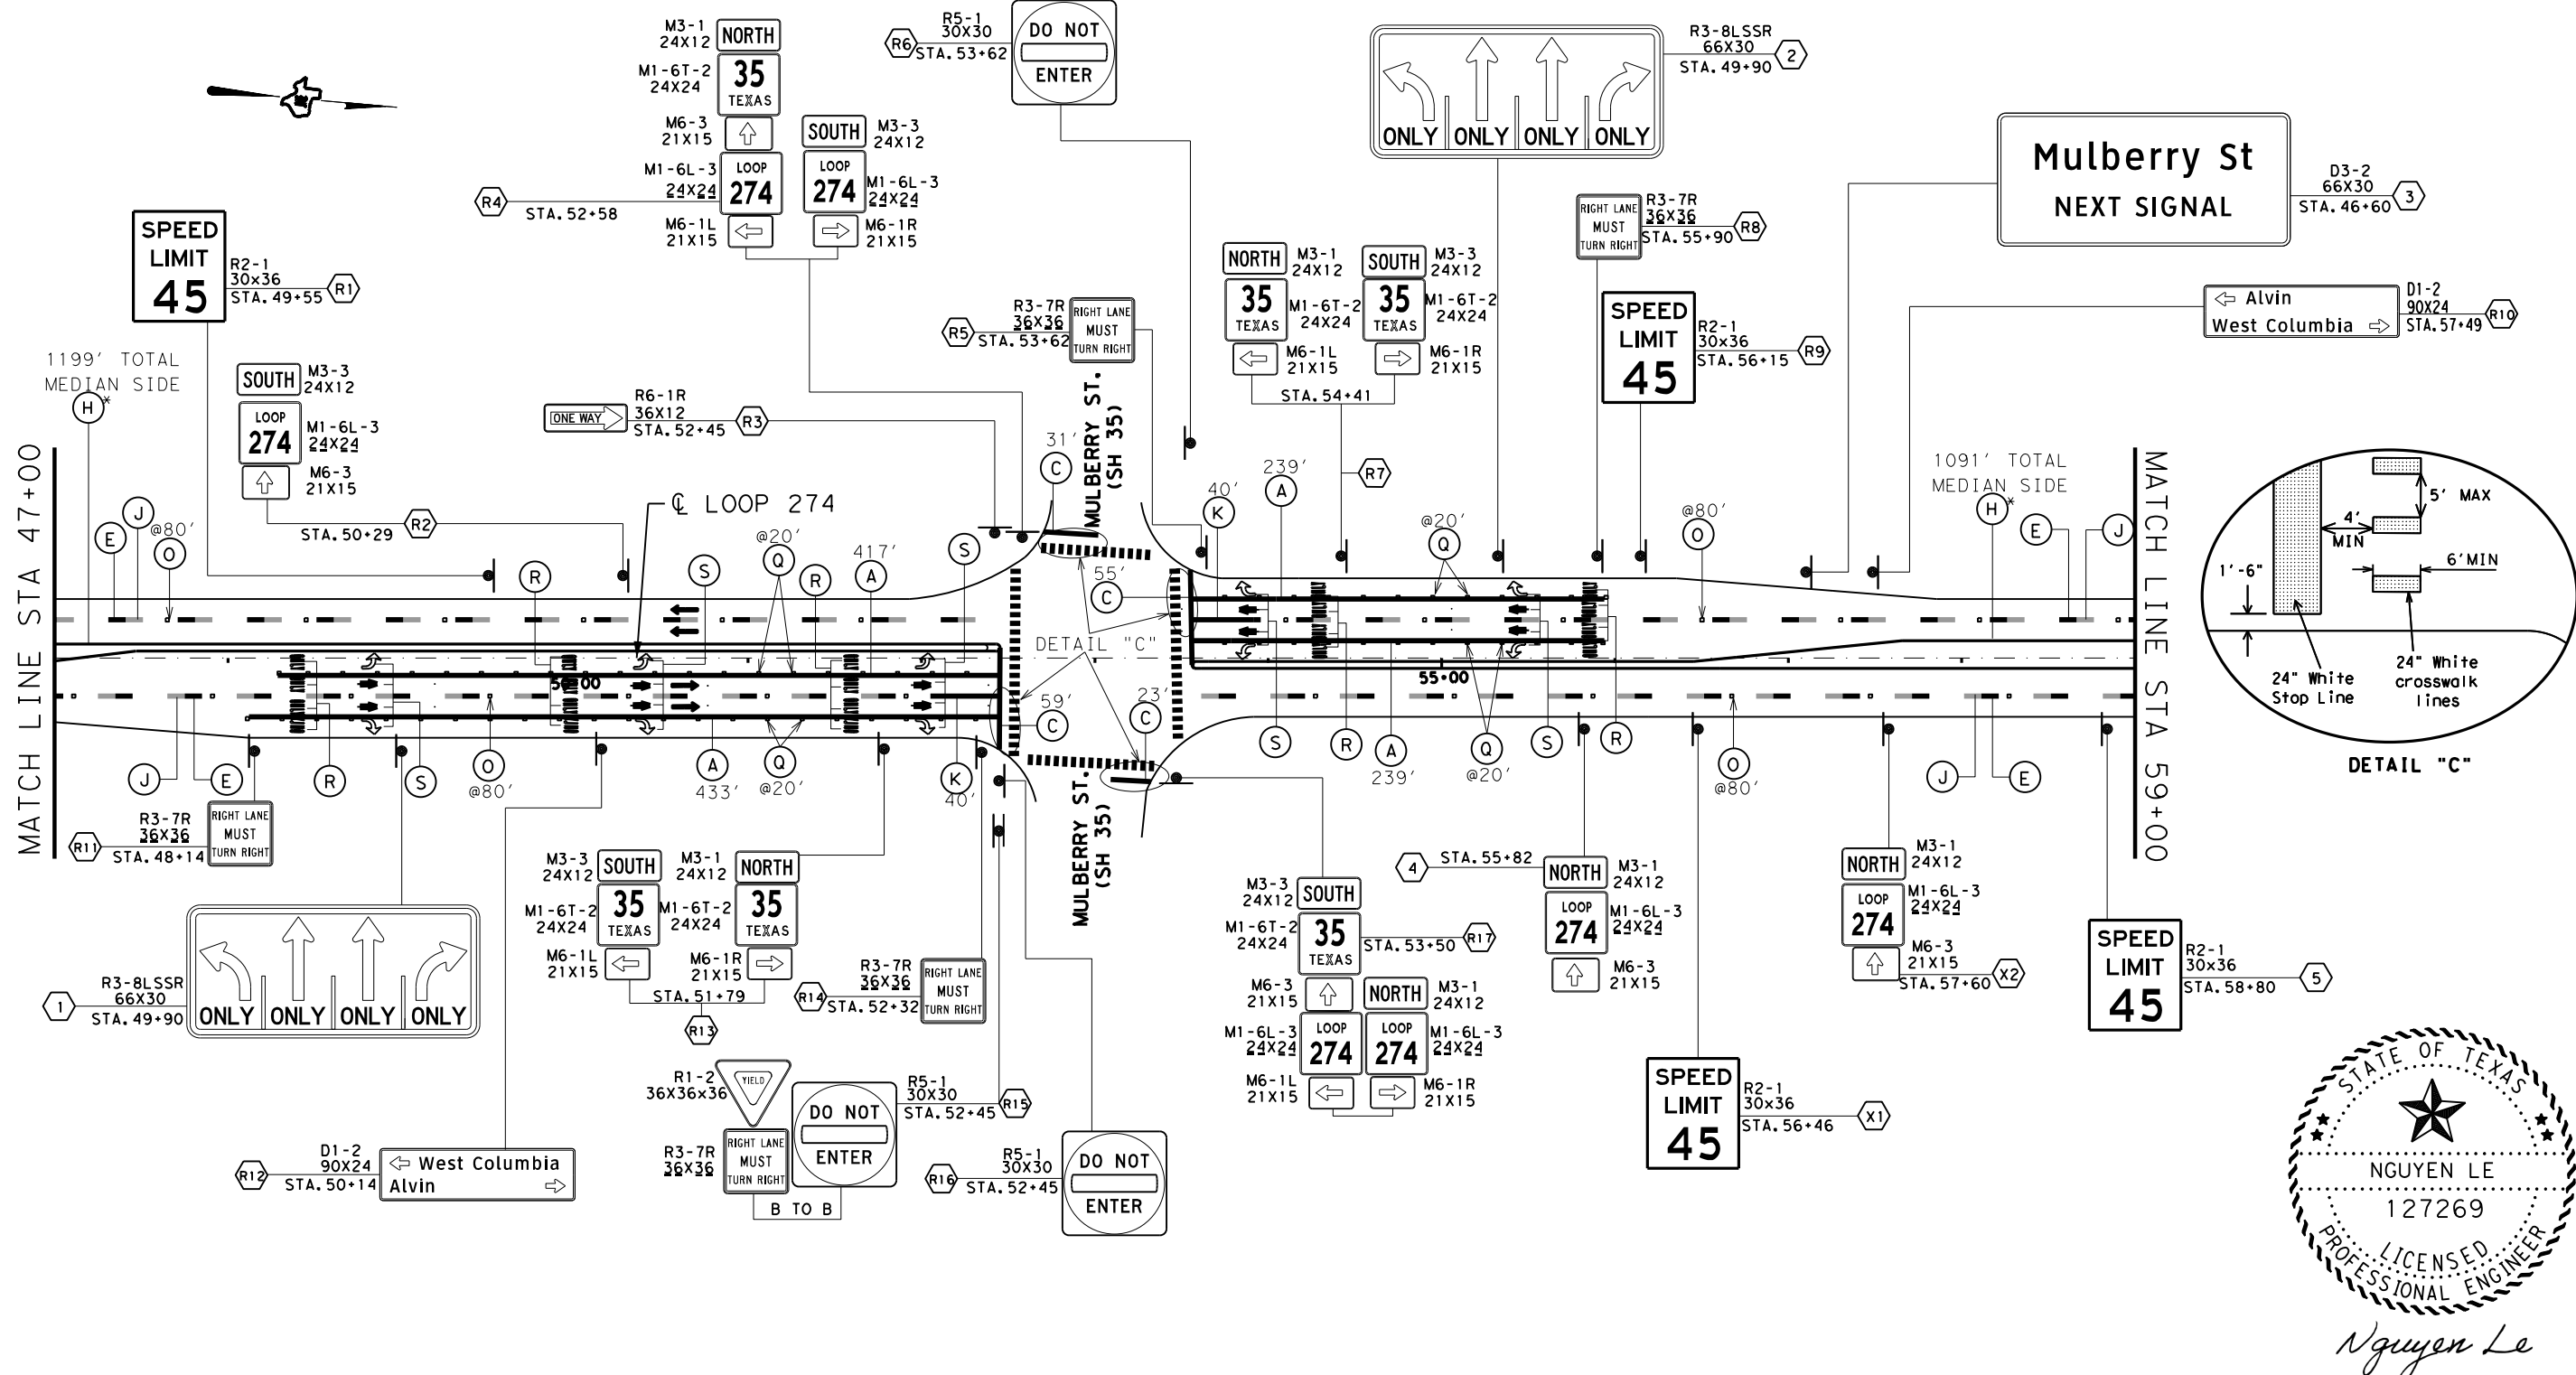 M3-1
24X12
NORTH
M1-6T-2
24X24
35
TEXAS
M6-3
21X15
M1-6L-3
24X24
LOOP
274
M6-1L
21X15
SOUTH
M3-3
24X12
LOOP
274
M1-6L-3
24X24
M6-1R
21X15
R4
STA. 52+58
R5-1
30X30
R6
STA. 53+62
DO NOT
ENTER
ONLY ONLY ONLY ONLY
R3-8LSSR
66X30
STA. 49+90
2
Mulberry St
NEXT SIGNAL
D3-2
66X30
STA. 46+60
3
SPEED
LIMIT
45
R2-1
30x36
STA. 49+55
R1
RIGHT LANE
MUST
TURN RIGHT
R3-7R
36X36
STA. 55+90
R8
NORTH
M3-1
24X12
35
TEXAS
M1-6T-2
24X24
M6-1L
21X15
SOUTH
M3-3
24X12
35
TEXAS
M1-6T-2
24X24
M6-1R
21X15
STA. 54+41
R7
SPEED
LIMIT
45
R2-1
30x36
STA. 56+15
R9
Alvin
West Columbia
D1-2
90X24
STA. 57+49
R10
R3-7R
36X36
R5
STA. 53+62
RIGHT LANE
MUST
TURN RIGHT
1199' TOTAL
MEDIAN SIDE
H*
SOUTH
M3-3
24X12
LOOP
274
M1-6L-3
24X24
M6-3
21X15
STA. 50+29
R2
ONE WAY
R6-1R
36X12
STA. 52+45
R3
MULBERRY ST.
(SH 35)
31'
C
℄ LOOP 274
MATCH LINE STA 47+00
E
J
@80'
O
R
S
@20'
Q
R
417'
A
S
55'
C
40'
K
239'
A
@20'
Q
@80'
O
1091' TOTAL
MEDIAN SIDE
H*
E
J
MATCH LINE STA 59+00
DETAIL "C"
55+00
J
E
R
S
O
@80'
A
433'
Q
@20'
K
40'
59'
C
23'
C
S
R
A
239'
Q
@20'
S
R
O
@80'
J
E
5' MAX
4'
MIN
6'MIN
1'-6"
24" White
Stop Line
24" White
crosswalk
lines
DETAIL "C"
R3-7R
36X36
R11
STA. 48+14
RIGHT LANE
MUST
TURN RIGHT
MULBERRY ST.
(SH 35)
R3-8LSSR
66X30
1
STA. 49+90
ONLY ONLY ONLY ONLY
M3-3
24X12
SOUTH
M1-6T-2
24X24
35
TEXAS
M6-1L
21X15
M3-1
24X12
NORTH
M1-6T-2
24X24
35
TEXAS
M6-1R
21X15
STA. 51+79
R13
R3-7R
36X36
R14
STA. 52+32
RIGHT LANE
MUST
TURN RIGHT
M3-3
24X12
SOUTH
M1-6T-2
24X24
35
TEXAS
STA. 53+50
R17
M6-3
21X15
NORTH
M3-1
24X12
M1-6L-3
24X24
LOOP
274
LOOP
274
M1-6L-3
24X24
M6-1L
21X15
M6-1R
21X15
4
STA. 55+82
NORTH
M3-1
24X12
LOOP
274
M1-6L-3
24X24
M6-3
21X15
NORTH
M3-1
24X12
LOOP
274
M1-6L-3
24X24
M6-3
21X15
STA. 57+60
X2
SPEED
LIMIT
45
R2-1
30x36
STA. 58+80
5
SPEED
LIMIT
45
R2-1
30x36
STA. 56+46
X1
R1-2
36X36x36
YIELD
R3-7R
36X36
RIGHT LANE
MUST
TURN RIGHT
DO NOT
ENTER
R5-1
30X30
STA. 52+45
R15
B TO B
D1-2
90X24
R12
STA. 50+14
West Columbia
Alvin
R5-1
30X30
R16
STA. 52+45
DO NOT
ENTER
STATE OF TEXAS
NGUYEN LE
127269
LICENSED
PROFESSIONAL ENGINEER
Nguyen Le